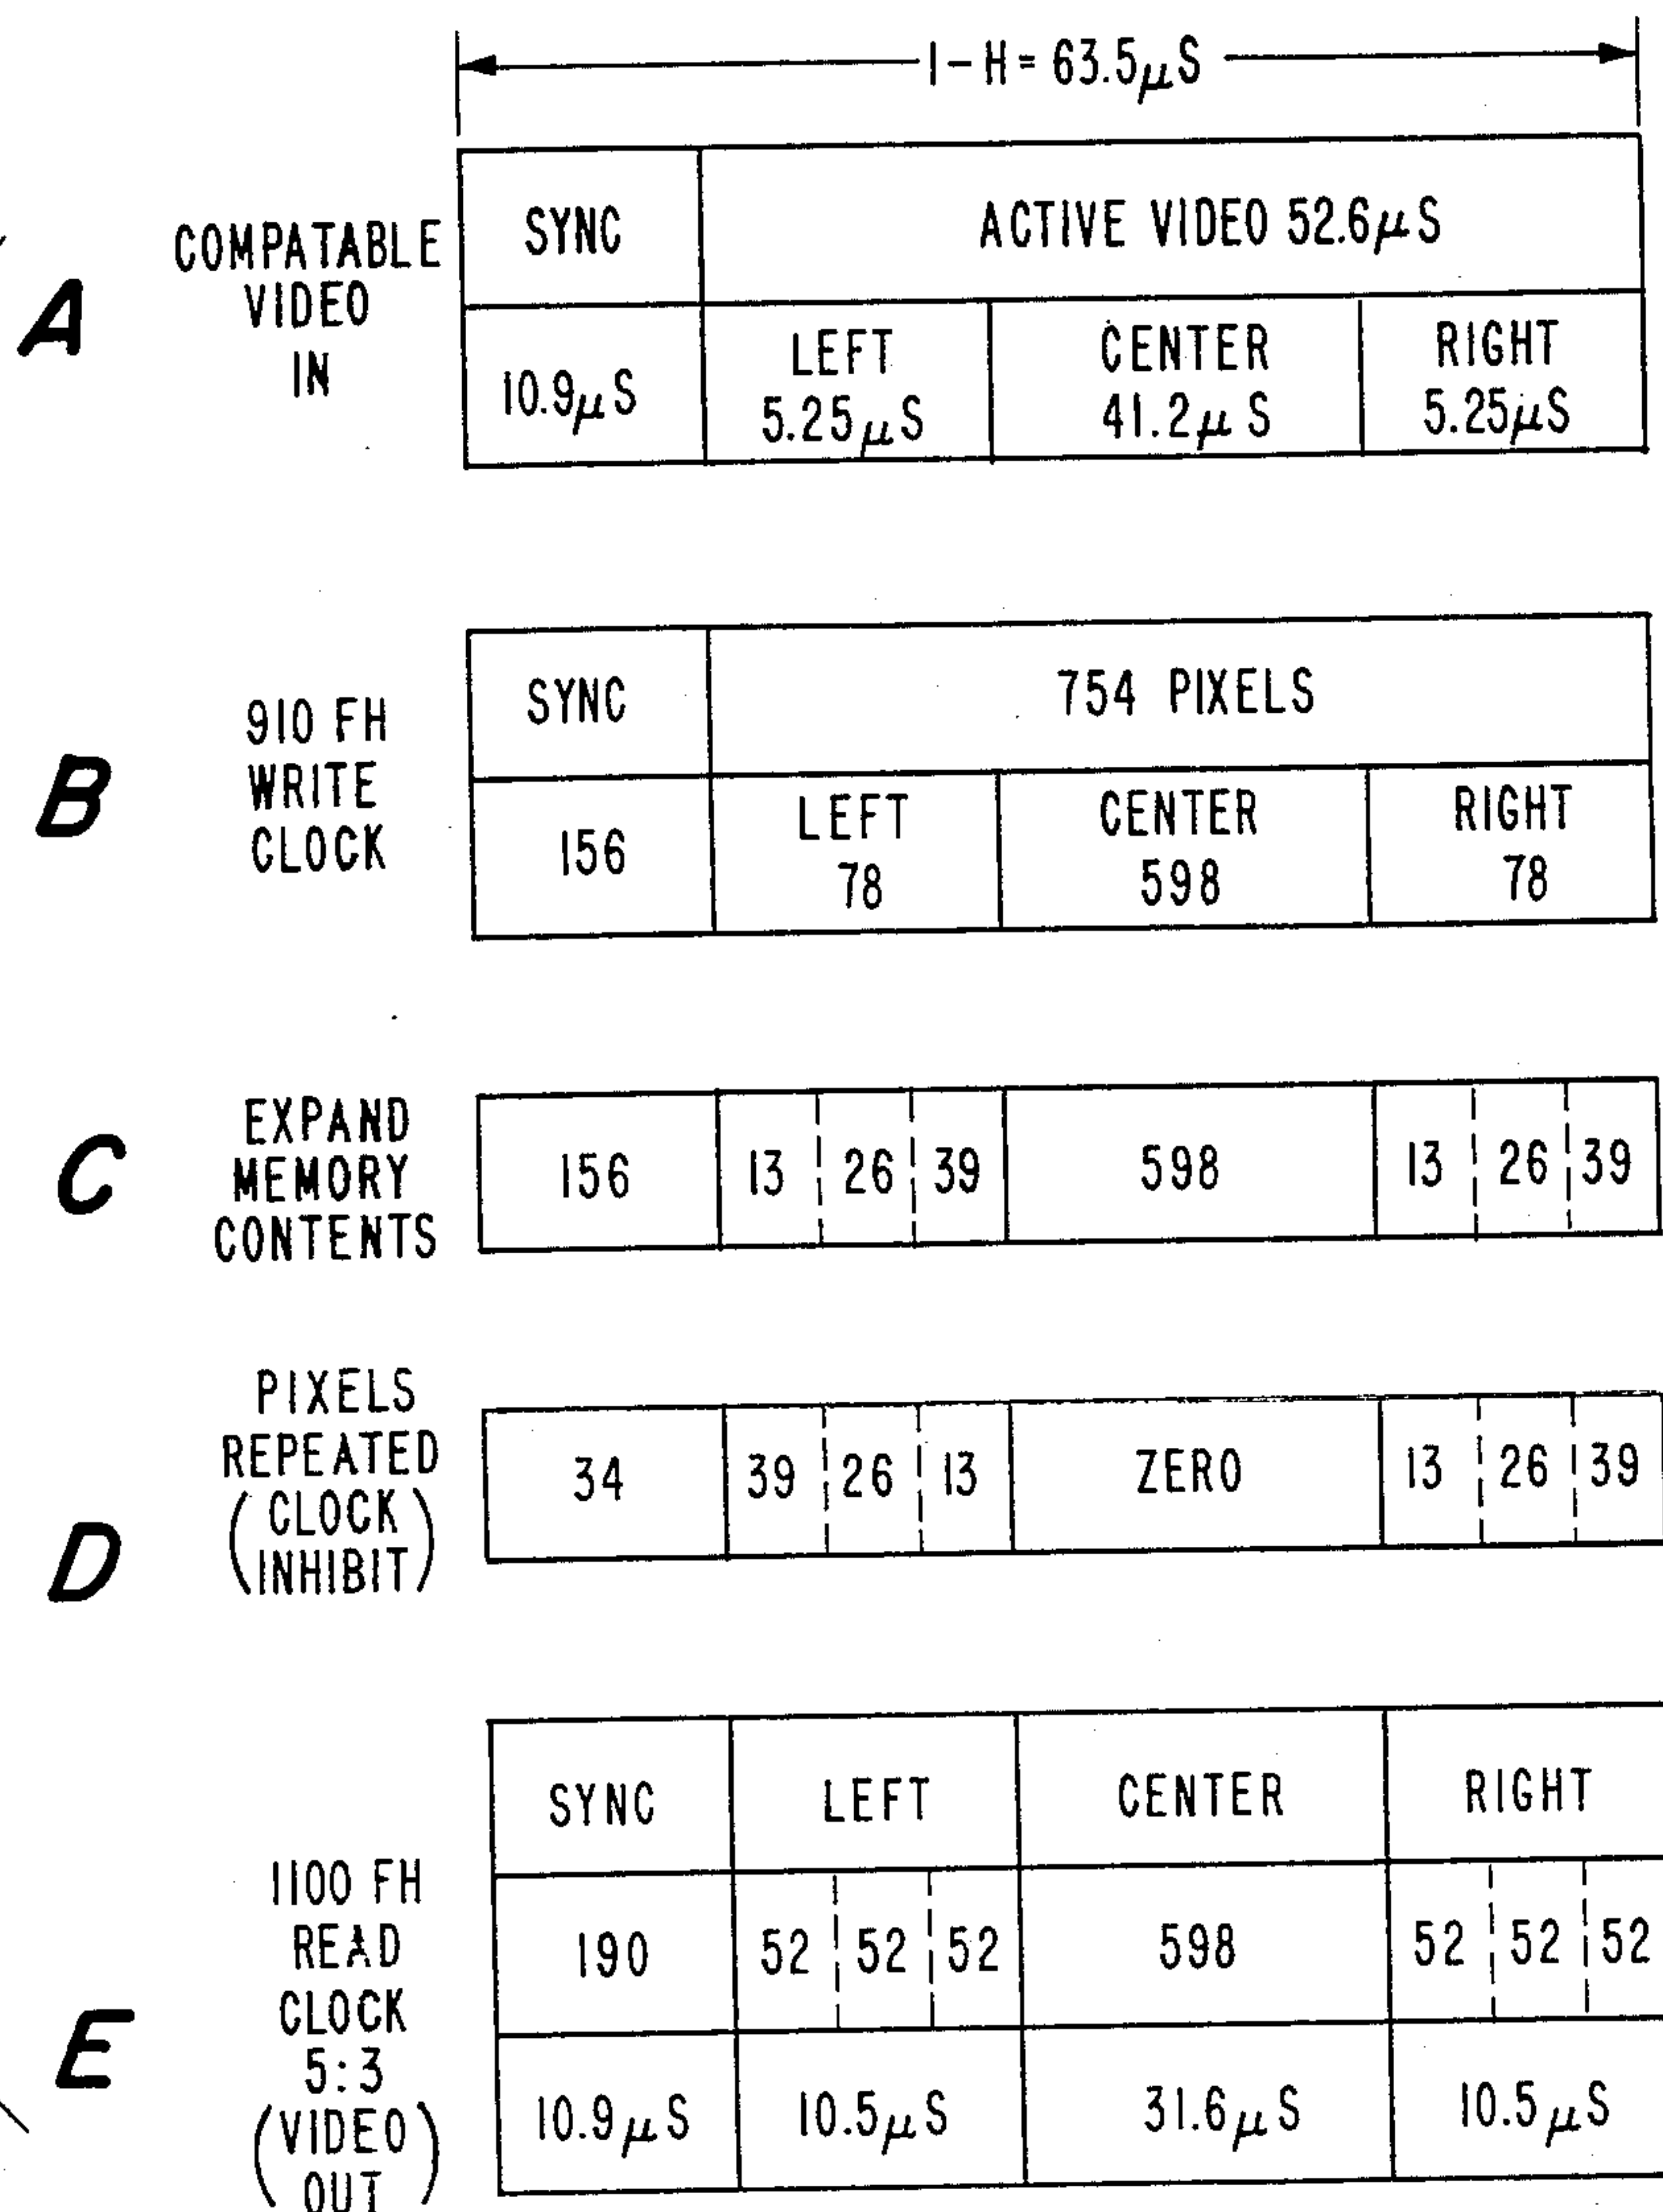 1-H = 63.5μS
A
COMPATABLE
VIDEO
IN
SYNC
ACTIVE VIDEO 52.6μS
10.9μS
LEFT
5.25μS
CENTER
41.2μS
RIGHT
5.25μS
B
910 FH
WRITE
CLOCK
SYNC
754 PIXELS
156
LEFT
78
CENTER
598
RIGHT
78
C
EXPAND
MEMORY
CONTENTS
156 13 26 39 598 13 26 39
D
PIXELS
REPEATED
(CLOCK
INHIBIT)
34 39 26 13 ZERO 13 26 39
E
1100 FH
READ
CLOCK
5:3
(VIDEO
OUT)
SYNC LEFT CENTER RIGHT
190 52 52 52 598 52 52 52
10.9μS 10.5μS 31.6μS 10.5μS